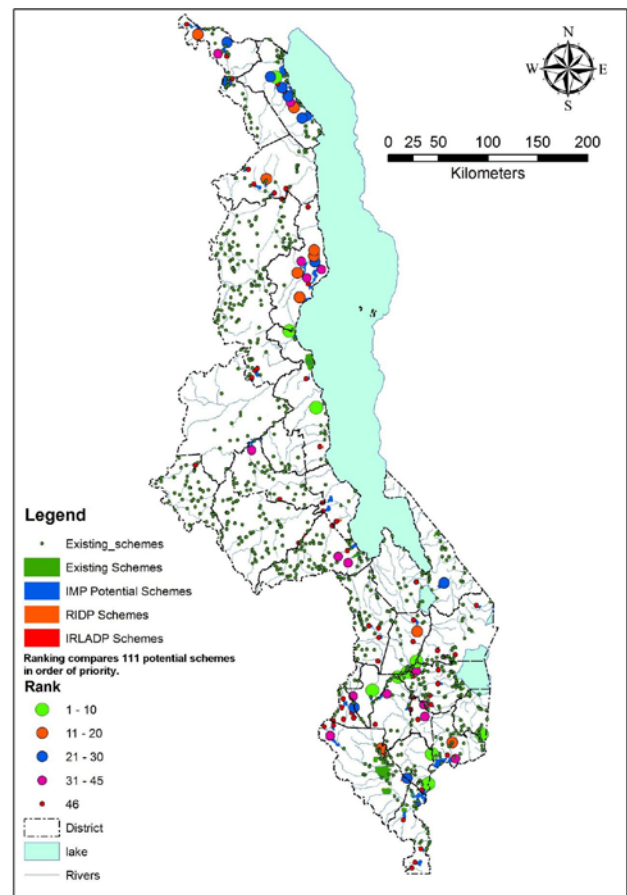 N
W E
S
0 25 50 100 150 200
Kilometers
Legend
Existing_schemes
Existing Schemes
IMP Potential Schemes
RIDP Schemes
IRLADP Schemes
Ranking compares 111 potential schemes
in order of priority.
Rank
1 - 10
11 - 20
21 - 30
31 - 45
46
District
lake
Rivers